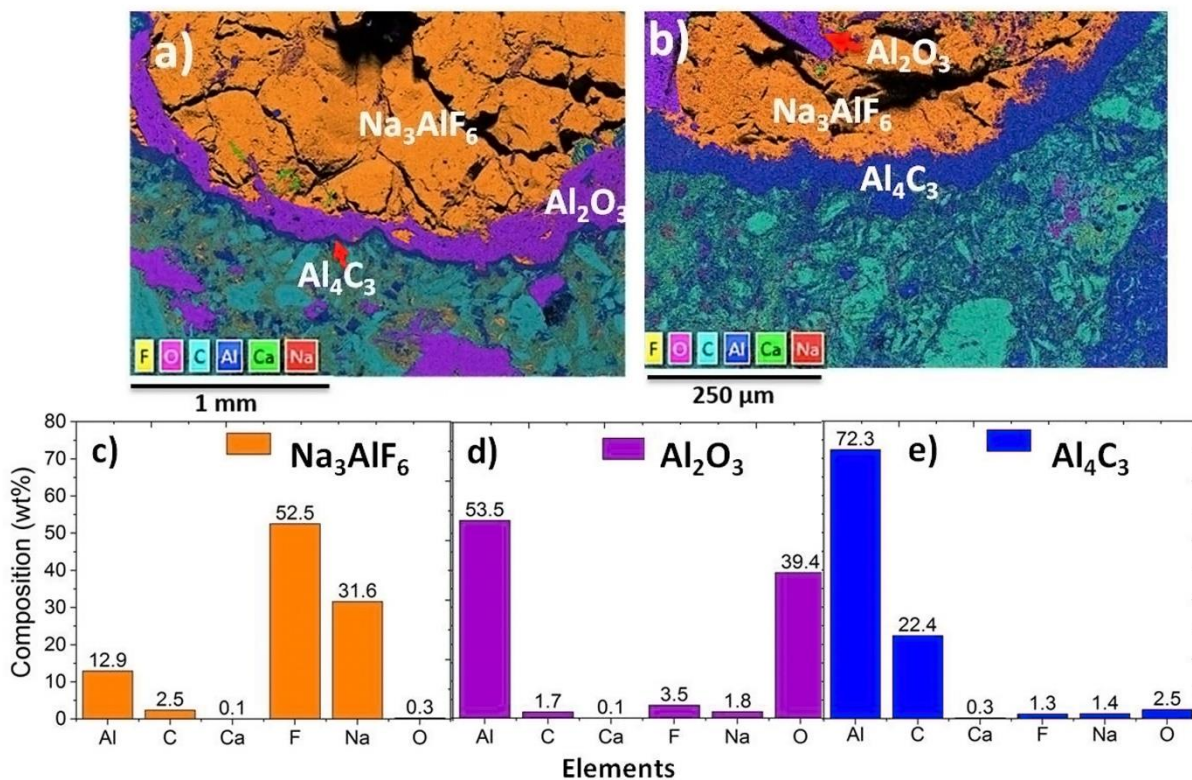 a)
Na3AlF6
Al2O3
Al4C3
F O C Al Ca Na
1 mm
b)
Al2O3
Na3AlF6
Al4C3
F O C Al Ca Na
250 μm
Composition (wt%)
80
70
60
50
40
30
20
10
0
c)
Na3AlF6
12.9
2.5
0.1
52.5
31.6
0.3
Al C Ca F Na O
d)
Al2O3
53.5
1.7
0.1
3.5
1.8
39.4
Al C Ca F Na O
e)
Al4C3
72.3
22.4
0.3
1.3
1.4
2.5
Al C Ca F Na O
Elements